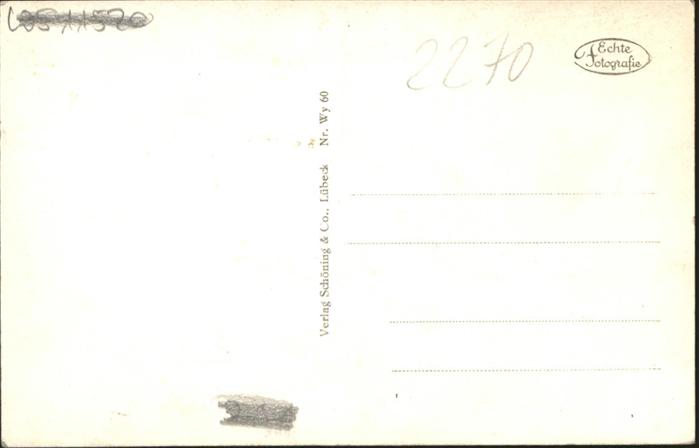 2270
Echte
Fotografie
Verlag Schöning & Co., Lübeck Nr. Wy 60